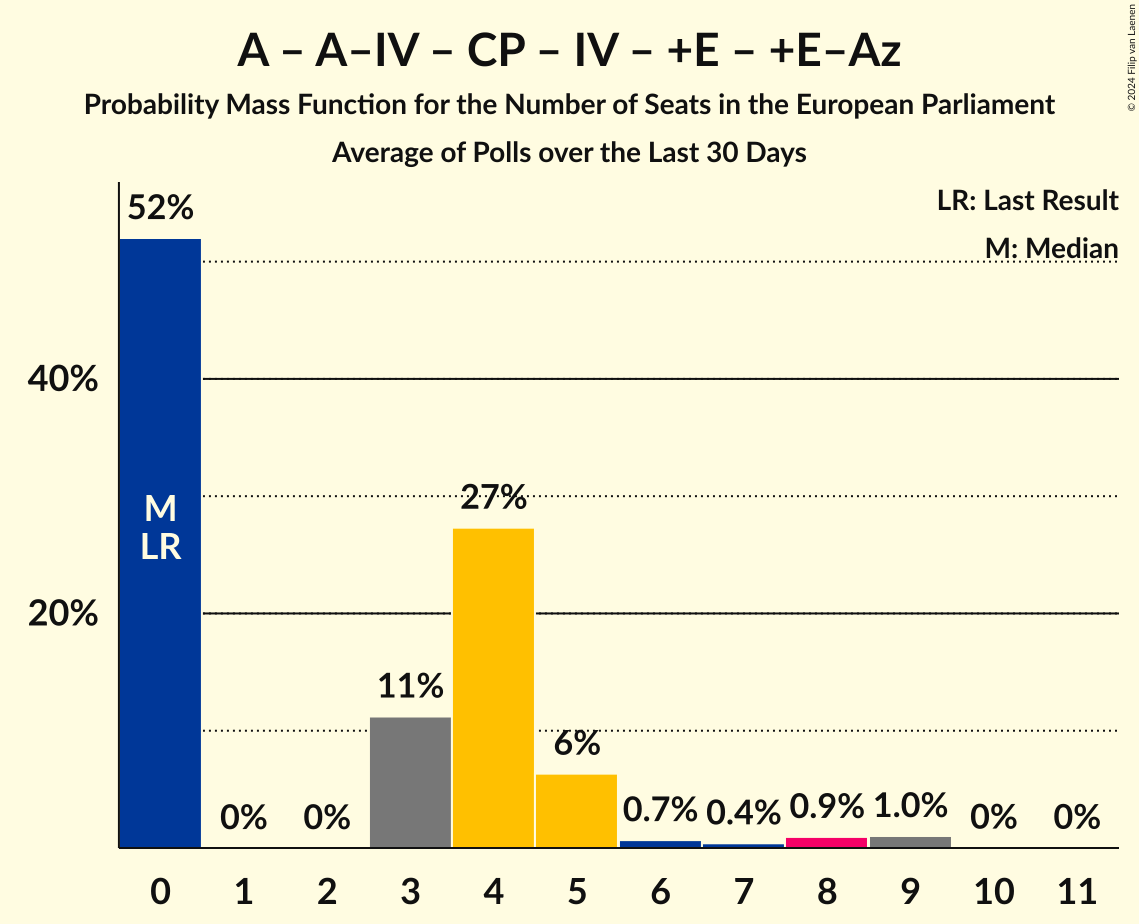 A – A–IV – CP – IV – +E – +E–Az
Probability Mass Function for the Number of Seats in the European Parliament
Average of Polls over the Last 30 Days
© 2024 Filip van Laenen
LR: Last Result
M: Median
52%
40%
20%
M
LR
0%
0%
11%
27%
6%
0.7%
0.4%
0.9%
1.0%
0%
0%
0 1 2 3 4 5 6 7 8 9 10 11